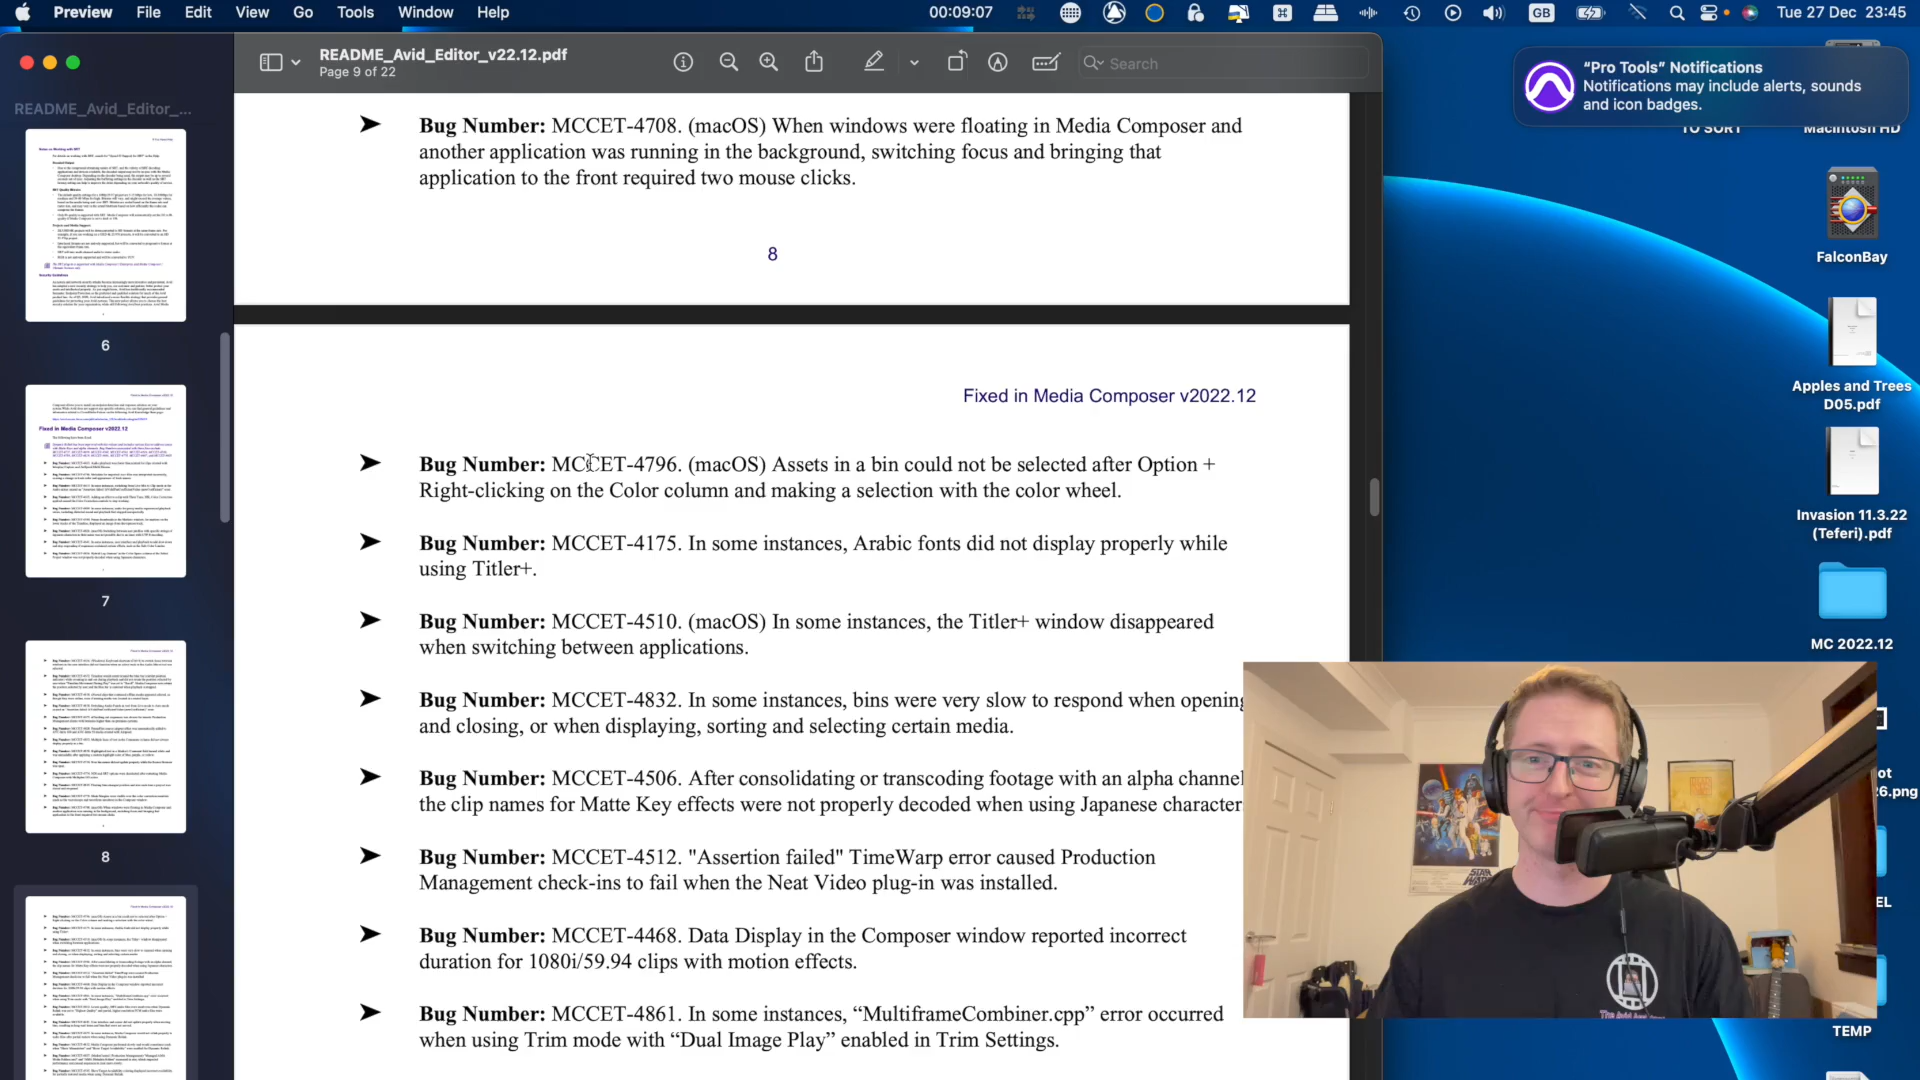 Preview File Edit View Go Tools Window Help 00:09:07 GB Tue 27 Dec 23:45
README_Avid_Editor_v22.12.pdf
Page 9 of 22
Search
README_Avid_Editor_...
6
7
8
"Pro Tools" Notifications
Notifications may include alerts, sounds
and icon badges.
TO SORT
Macintosh HD
FalconBay
Apples and Trees
D05.pdf
Invasion 11.3.22
(Teferi).pdf
MC 2022.12
TEMP
➤ Bug Number: MCCET-4708. (macOS) When windows were floating in Media Composer and
another application was running in the background, switching focus and bringing that
application to the front required two mouse clicks.
8
Fixed in Media Composer v2022.12
➤ Bug Number: MCCET-4796. (macOS) Assets in a bin could not be selected after Option +
Right-clicking on the Color column and making a selection with the color wheel.
➤ Bug Number: MCCET-4175. In some instances, Arabic fonts did not display properly while
using Titler+.
➤ Bug Number: MCCET-4510. (macOS) In some instances, the Titler+ window disappeared
when switching between applications.
➤ Bug Number: MCCET-4832. In some instances, bins were very slow to respond when opening
and closing, or when displaying, sorting and selecting certain media.
➤ Bug Number: MCCET-4506. After consolidating or transcoding footage with an alpha channel
the clip names for Matte Key effects were not properly decoded when using Japanese character
➤ Bug Number: MCCET-4512. "Assertion failed" TimeWarp error caused Production
Management check-ins to fail when the Neat Video plug-in was installed.
➤ Bug Number: MCCET-4468. Data Display in the Composer window reported incorrect
duration for 1080i/59.94 clips with motion effects.
➤ Bug Number: MCCET-4861. In some instances, “MultiframeCombiner.cpp” error occurred
when using Trim mode with “Dual Image Play” enabled in Trim Settings.